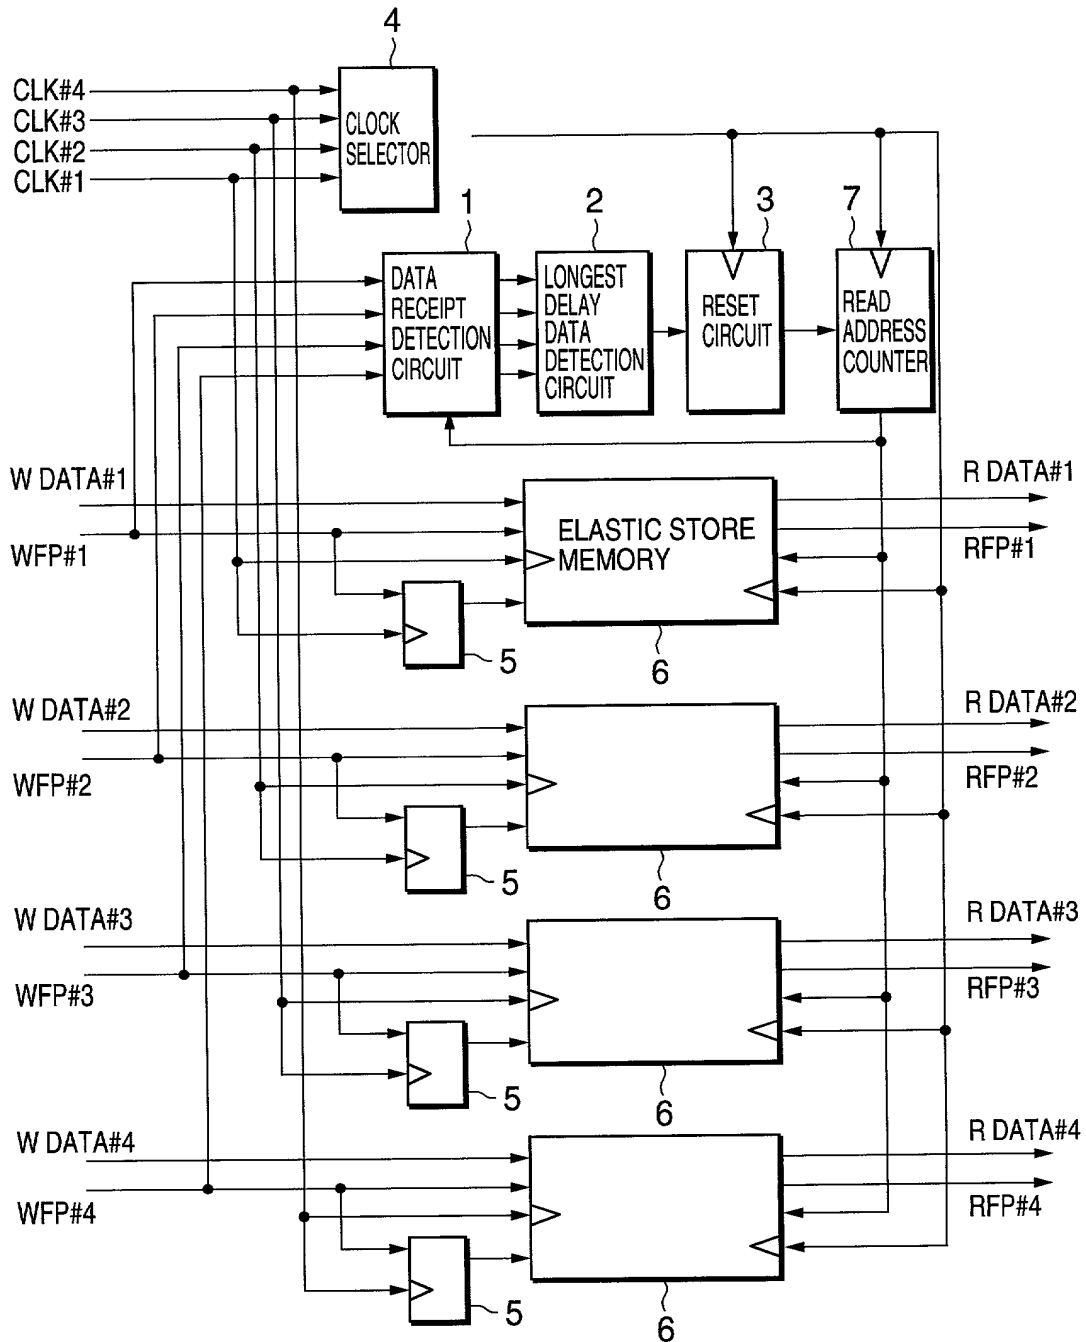 4
CLK#4
CLK#3
CLK#2
CLK#1
CLOCK
SELECTOR
1
2
3
7
DATA
RECEIPT
DETECTION
CIRCUIT
LONGEST
DELAY
DATA
DETECTION
CIRCUIT
RESET
CIRCUIT
READ
ADDRESS
COUNTER
W DATA#1
R DATA#1
WFP#1
ELASTIC STORE
MEMORY
RFP#1
5
6
W DATA#2
R DATA#2
WFP#2
RFP#2
5
6
W DATA#3
R DATA#3
WFP#3
RFP#3
5
6
W DATA#4
R DATA#4
WFP#4
RFP#4
5
6